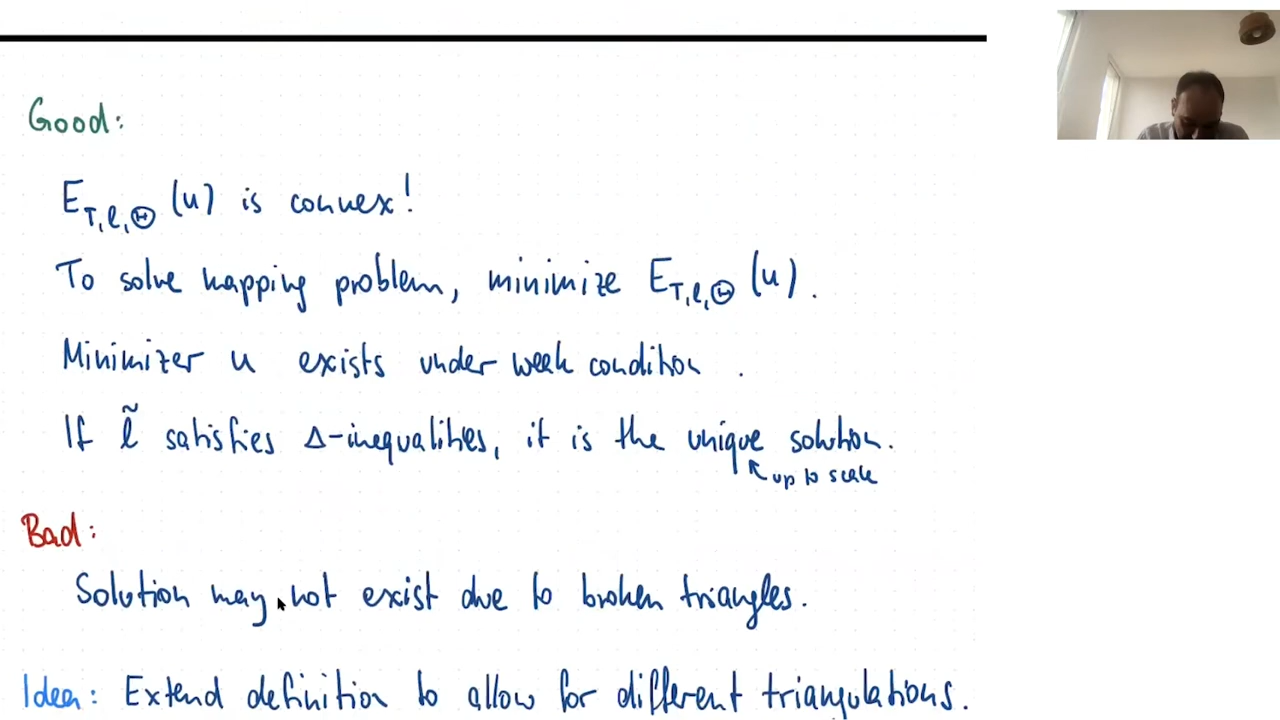 Good:
E_{T,ℓ,Θ}(u) is convex!
To solve mapping problem, minimize E_{T,ℓ,Θ}(u).
Minimizer u exists under weak condition.
If ℓ̃ satisfies Δ-inequalities, it is the unique solution.
↖ up to scale
Bad:
Solution may not exist due to broken triangles.
Idea: Extend definition to allow for different triangulations.